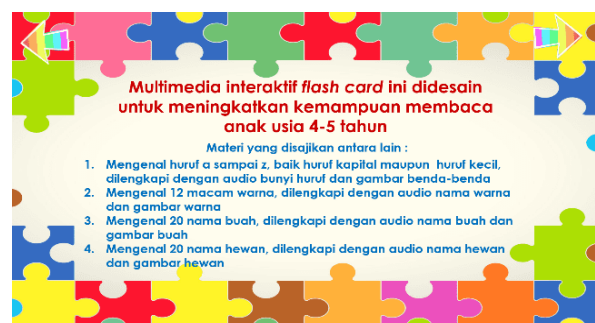 Multimedia interaktif flash card ini didesain
untuk meningkatkan kemampuan membaca
anak usia 4-5 tahun
Materi yang disajikan antara lain :
1. Mengenal huruf a sampai z, baik huruf kapital maupun huruf kecil,
dilengkapi dengan audio bunyi huruf dan gambar benda-benda
2. Mengenal 12 macam warna, dilengkapi dengan audio nama warna
dan gambar warna
3. Mengenal 20 nama buah, dilengkapi dengan audio nama buah dan
gambar buah
4. Mengenal 20 nama hewan, dilengkapi dengan audio nama hewan
dan gambar hewan